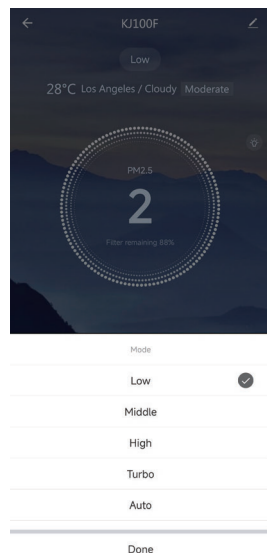 KJ100F
Low
28°C Los Angeles / Cloudy Moderate
PM2.5
2
Filter remaining 88%
Mode
Low
Middle
High
Turbo
Auto
Done